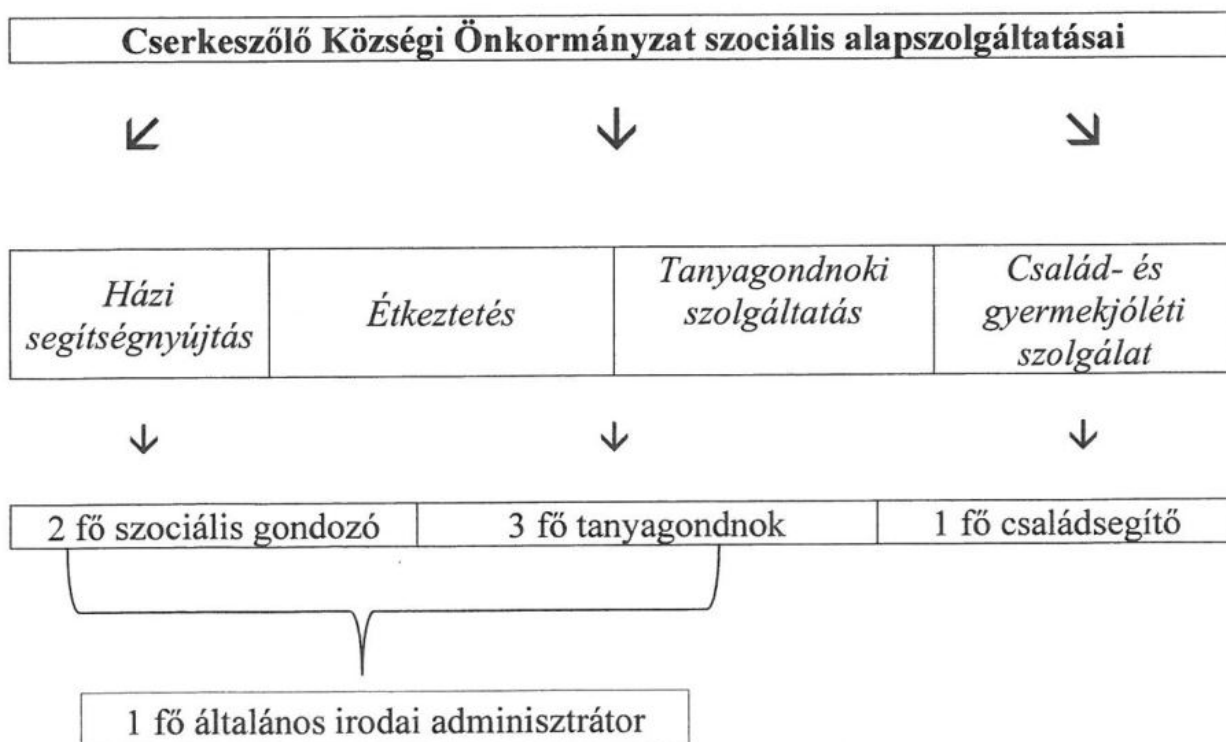 Cserkeszőlő Községi Önkormányzat szociális alapszolgáltatásai
Házi
segítségnyújtás
Étkeztetés
Tanyagondnoki
szolgáltatás
Család- és
gyermekjóléti
szolgálat
2 fő szociális gondozó
3 fő tanyagondnok
1 fő családsegítő
1 fő általános irodai adminisztrátor